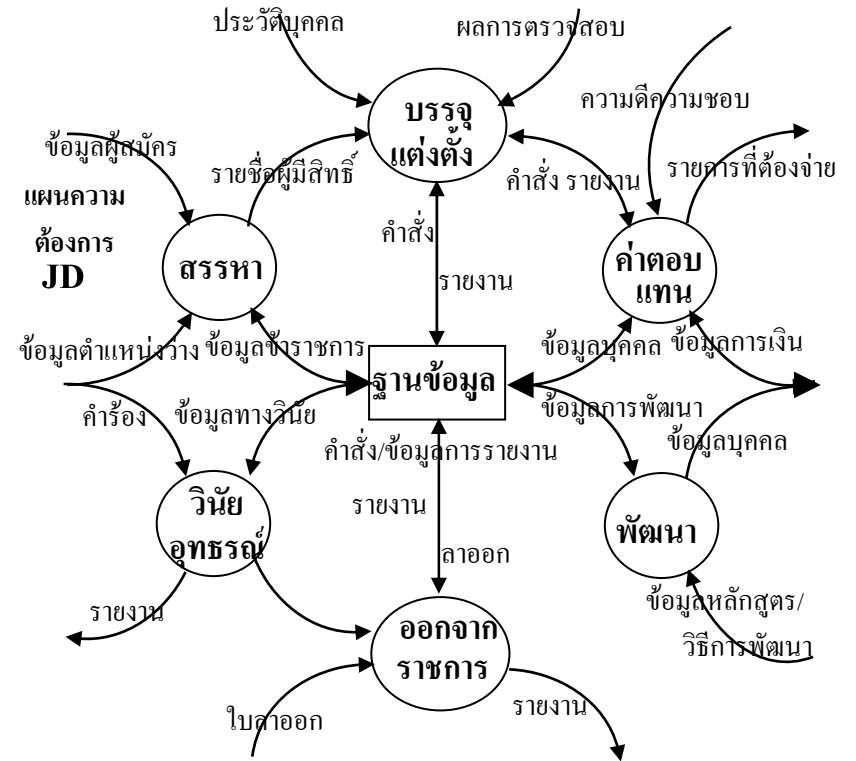 ประวัติบุคคล
ผลการตรวจสอบ
บรรจุ
แต่งตั้ง
ความดีความชอบ
ข้อมูลผู้สมัคร
รายชื่อผู้มีสิทธิ์
คำสั่ง รายงาน
รายการที่ต้องจ่าย
แผนความ
ต้องการ
JD
สรรหา
คำสั่ง
รายงาน
ค่าตอบ
แทน
ข้อมูลตำแหน่งว่าง
ข้อมูลข้าราชการ
ข้อมูลบุคคล
ข้อมูลการเงิน
ฐานข้อมูล
คำร้อง
ข้อมูลทางวินัย
ข้อมูลการพัฒนา
ข้อมูลบุคคล
คำสั่ง/ข้อมูลการรายงาน
วินัย
อุทธรณ์
รายงาน
พัฒนา
ลาออก
รายงาน
ข้อมูลหลักสูตร/
วิธีการพัฒนา
ออกจาก
ราชการ
ใบลาออก
รายงาน